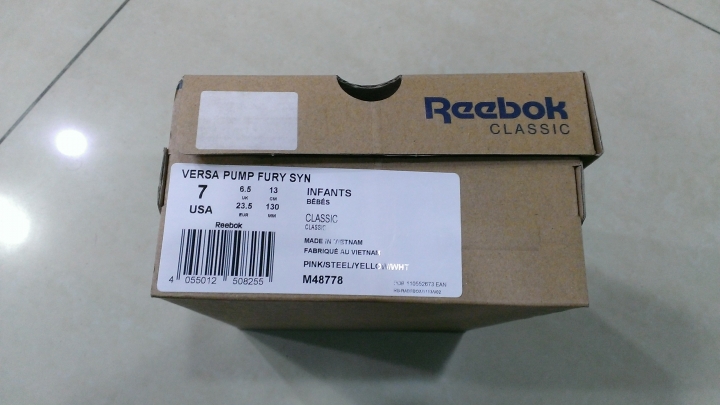 Reebok
CLASSIC
VERSA PUMP FURY SYN
7
USA
6.5
UK
23.5
EUR
13
CM
130
MM
INFANTS
BÉBÉS
CLASSIC
CLASSIC
Reebok
MADE IN VIETNAM
FABRIQUÉ AU VIETNAM
PINK/STEEL/YELLOW/WHT
M48778
4 055012 508255